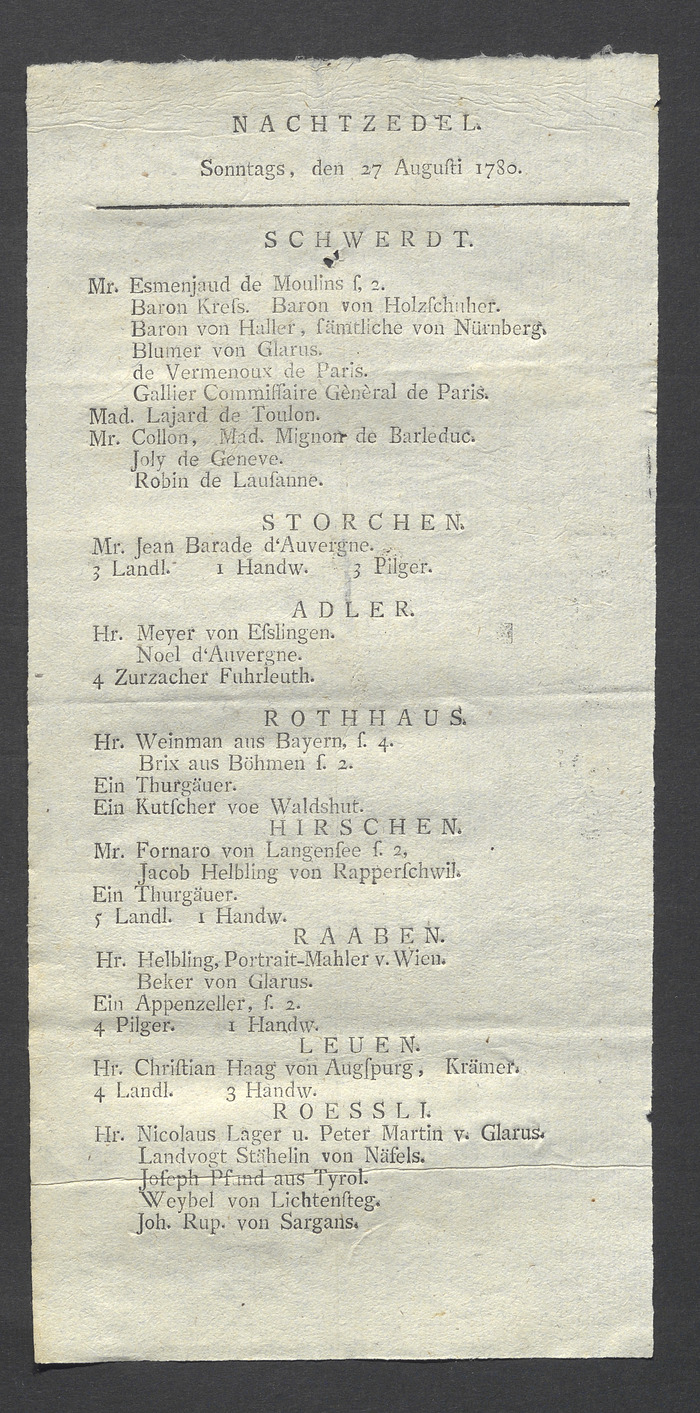 NACHTZEDEL.
Sonntags, den 27 Auguſti 1780.
SCHWERDT.
Mr. Esmenjaud de Moulins ſ. 2.
Baron Kreſs. Baron von Holzſchuher.
Baron von Haller, ſämtliche von Nürnberg.
Blumer von Glarus.
de Vermenoux de Paris.
Gallier Commiſſaire Gènèral de Paris.
Mad. Lajard de Toulon.
Mr. Collon, Mad. Mignon de Barleduc.
Joly de Geneve.
Robin de Lauſanne.
STORCHEN.
Mr. Jean Barade d'Auvergne.
3 Landl. 1 Handw. 3 Pilger.
ADLER.
Hr. Meyer von Eſslingen.
Noel d'Auvergne.
4 Zurzacher Fuhrleuth.
ROTHHAUS.
Hr. Weinman aus Bayern, ſ. 4.
Brix aus Böhmen ſ. 2.
Ein Thurgäuer.
Ein Kutſcher voe Waldshut.
HIRSCHEN.
Mr. Fornaro von Langenſee ſ. 2,
Jacob Helbling von Rapperſchwil.
Ein Thurgäuer.
5 Landl. 1 Handw.
RAABEN.
Hr. Helbling, Portrait-Mahler v. Wien.
Beker von Glarus.
Ein Appenzeller, ſ. 2.
4 Pilger. 1 Handw.
LEUEN.
Hr. Chriſtian Haag von Augſpurg, Krämer.
4 Landl. 3 Handw.
ROESSLI.
Hr. Nicolaus Lager u. Peter Martin v. Glarus.
Landvogt Stähelin von Näfels.
Joſeph Pfund aus Tyrol.
Weybel von Lichtenſteg.
Joh. Rup. von Sargans.